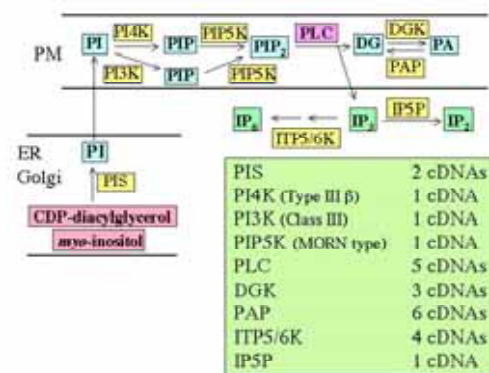 PI4K PIP5K PLC DGK
PM PI PIP PIP₂ DG PA
PI3K PIP PIP5K PAP
IP₆ IP₃ IP5P IP₂
ITP5/6K
ER PI
Golgi PIS
CDP-diacylglycerol
myo-inositol
PIS 2 cDNAs
PI4K (Type III β) 1 cDNA
PI3K (Class III) 1 cDNA
PIP5K (MORN type) 1 cDNA
PLC 5 cDNAs
DGK 3 cDNAs
PAP 6 cDNAs
ITP5/6K 4 cDNAs
IP5P 1 cDNA